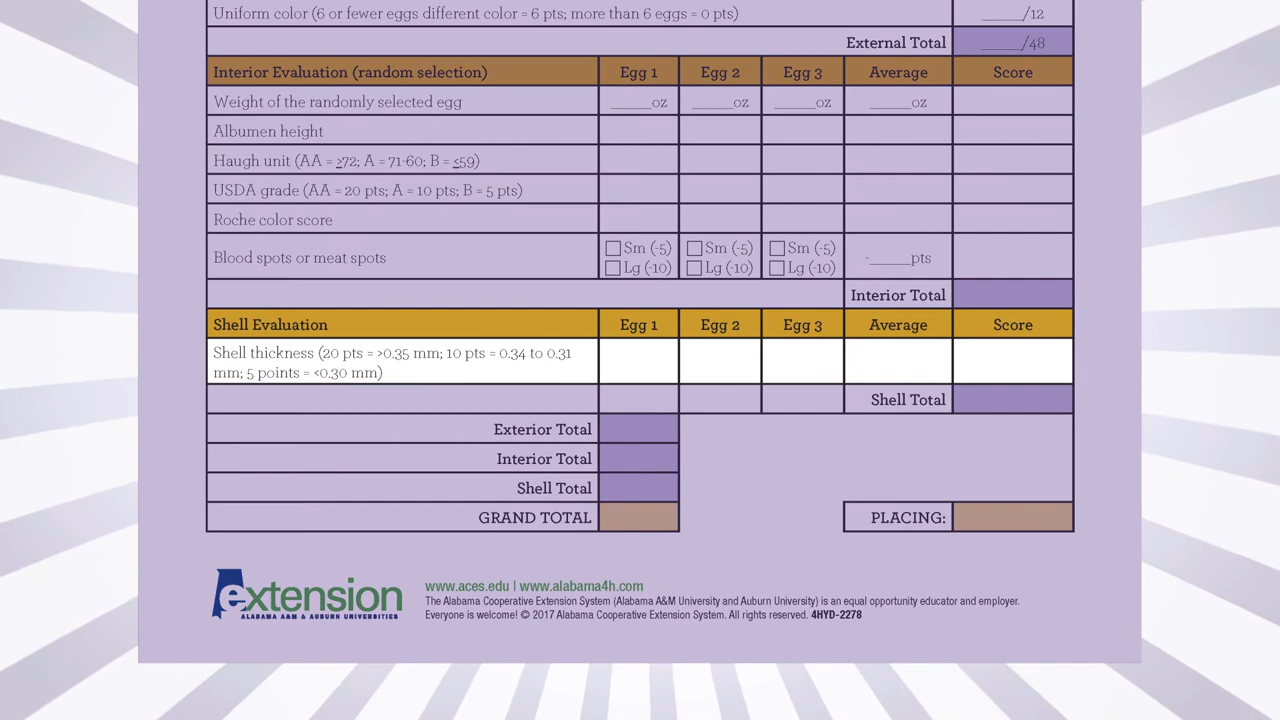 Uniform color (6 or fewer eggs different color = 6 pts; more than 6 eggs = 0 pts) _____/12
External Total _____/48
Interior Evaluation (random selection) Egg 1 Egg 2 Egg 3 Average Score
Weight of the randomly selected egg _____oz _____oz _____oz _____oz
Albumen height
Haugh unit (AA = ≥72; A = 71-60; B = ≤59)
USDA grade (AA = 20 pts; A = 10 pts; B = 5 pts)
Roche color score
Blood spots or meat spots ☐ Sm (-5) ☐ Lg (-10) ☐ Sm (-5) ☐ Lg (-10) ☐ Sm (-5) ☐ Lg (-10) -_____pts
Interior Total
Shell Evaluation Egg 1 Egg 2 Egg 3 Average Score
Shell thickness (20 pts = >0.35 mm; 10 pts = 0.34 to 0.31
mm; 5 points = <0.30 mm)
Shell Total
Exterior Total
Interior Total
Shell Total
GRAND TOTAL PLACING:
extension
ALABAMA A&M & AUBURN UNIVERSITIES
www.aces.edu | www.alabama4h.com
The Alabama Cooperative Extension System (Alabama A&M University and Auburn University) is an equal opportunity educator and employer.
Everyone is welcome! © 2017 Alabama Cooperative Extension System. All rights reserved. 4HYD-2278